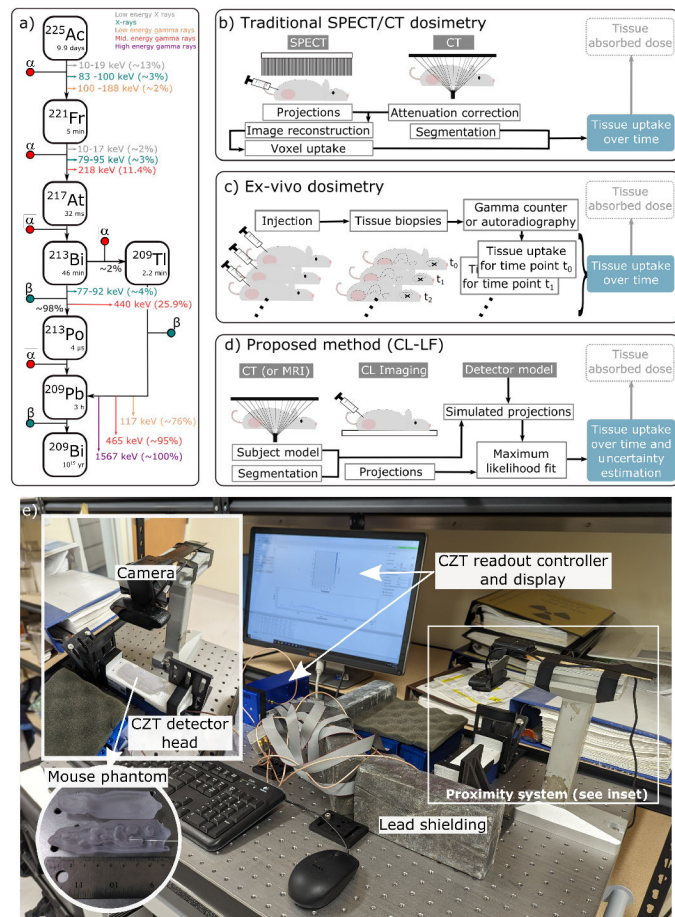 a)
Low energy X rays
X-rays
Low energy gamma rays
Mid. energy gamma rays
High energy gamma rays
225Ac
9.9 days
α
10-19 keV (~13%)
83 -100 keV (~3%)
100 -188 keV (~2%)
221Fr
5 min
α
10-17 keV (~2%)
79-95 keV (~3%)
218 keV (11.4%)
217At
32 ms
α
α
213Bi
46 min
~2%
209Tl
2.2 min
β
77-92 keV (~4%)
440 keV (25.9%)
~98%
β
213Po
4 µs
α
209Pb
3 h
β
117 keV (~76%)
465 keV (~95%)
1567 keV (~100%)
209Bi
10¹⁹ yr
b) Traditional SPECT/CT dosimetry
SPECT
CT
Projections
Attenuation correction
Image reconstruction
Segmentation
Voxel uptake
Tissue
absorbed dose
Tissue uptake
over time
c) Ex-vivo dosimetry
Injection
Tissue biopsies
Gamma counter
or autoradiography
t0
t1
t2
Tissue uptake
for time point t0
Ti
for time point t1
Tissue
absorbed dose
Tissue uptake
over time
d) Proposed method (CL-LF)
CT (or MRI)
CL Imaging
Detector model
Simulated projections
Subject model
Segmentation
Projections
Maximum
likelihood fit
Tissue
absorbed dose
Tissue uptake
over time and
uncertainty
estimation
e)
Camera
CZT detector
head
Mouse phantom
CZT readout controller
and display
Proximity system (see inset)
Lead shielding